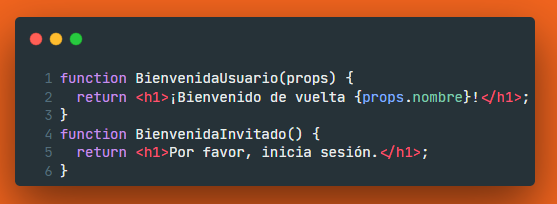 1 function BienvenidaUsuario(props) {
2   return <h1>¡Bienvenido de vuelta {props.nombre}!</h1>;
3 }
4 function BienvenidaInvitado() {
5   return <h1>Por favor, inicia sesión.</h1>;
6 }